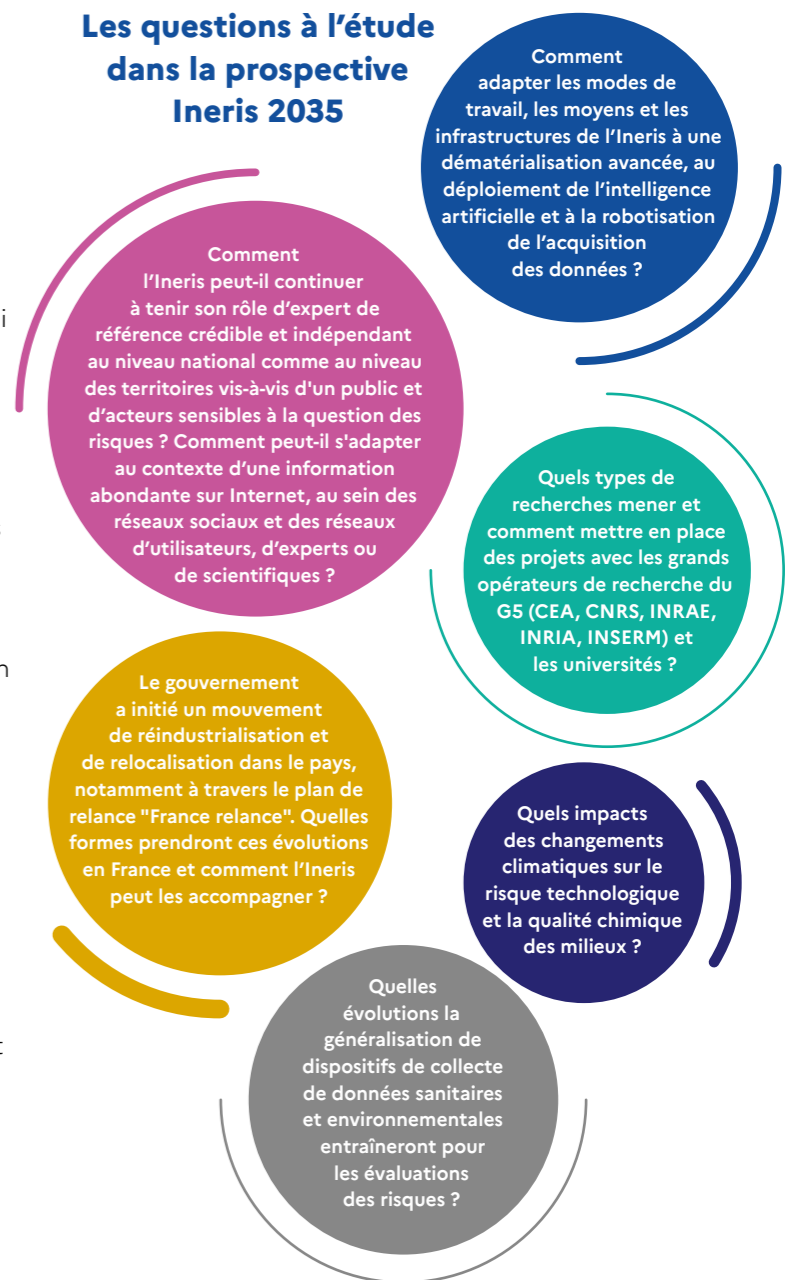 Les questions à l'étude
dans la prospective
Ineris 2035
Comment
adapter les modes de
travail, les moyens et les
infrastructures de l'Ineris à une
dématérialisation avancée, au
déploiement de l'intelligence
artificielle et à la robotisation
de l'acquisition
des données ?
Comment
l'Ineris peut-il continuer
à tenir son rôle d'expert de
référence crédible et indépendant
au niveau national comme au niveau
des territoires vis-à-vis d'un public et
d'acteurs sensibles à la question des
risques ? Comment peut-il s'adapter
au contexte d'une information
abondante sur Internet, au sein des
réseaux sociaux et des réseaux
d'utilisateurs, d'experts ou
de scientifiques ?
Quels types de
recherches mener et
comment mettre en place
des projets avec les grands
opérateurs de recherche du
G5 (CEA, CNRS, INRAE,
INRIA, INSERM) et
les universités ?
Le gouvernement
a initié un mouvement
de réindustrialisation et
de relocalisation dans le pays,
notamment à travers le plan de
relance "France relance". Quelles
formes prendront ces évolutions
en France et comment l'Ineris
peut les accompagner ?
Quels impacts
des changements
climatiques sur le
risque technologique
et la qualité chimique
des milieux ?
Quelles
évolutions la
généralisation de
dispositifs de collecte
de données sanitaires
et environnementales
entraîneront pour
les évaluations
des risques ?